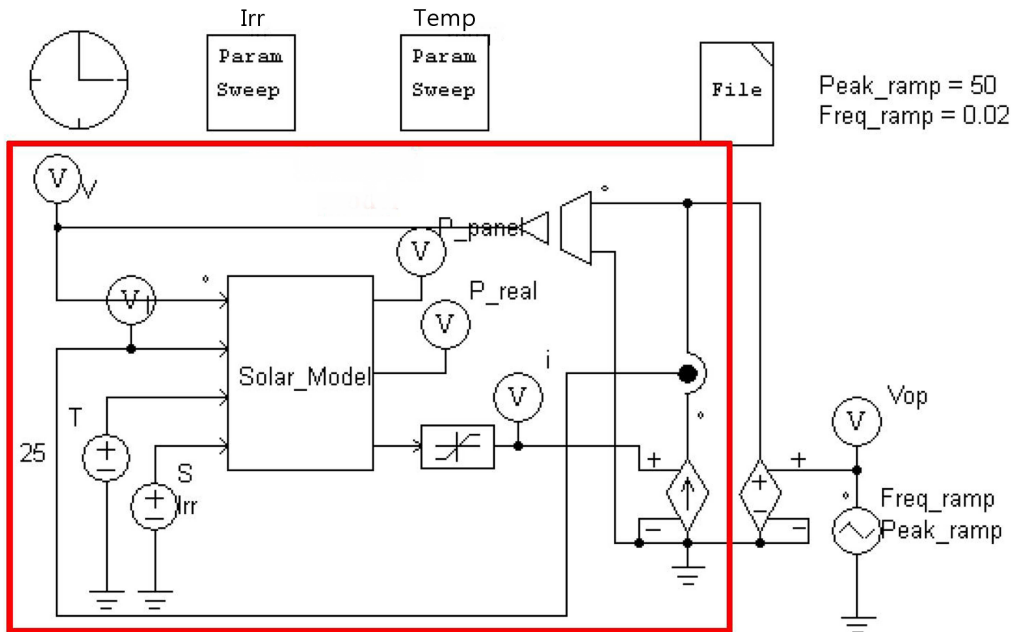 Irr
Temp
Param
Sweep
Param
Sweep
File
Peak_ramp = 50
Freq_ramp = 0.02
V
V
P_panel
V
P_real
V
V
I
Solar_Model
i
V
T
25
S
Irr
Vop
V
Freq_ramp
Peak_ramp